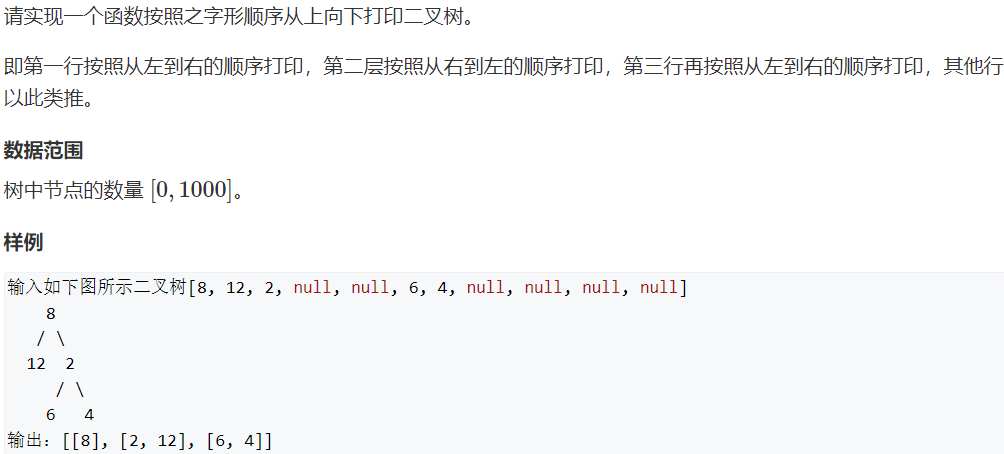 请实现一个函数按照之字形顺序从上向下打印二叉树。
即第一行按照从左到右的顺序打印，第二层按照从右到左的顺序打印，第三行再按照从左到右的顺序打印，其他行
以此类推。
数据范围
树中节点的数量 [0,1000]。
样例
输入如下图所示二叉树[8, 12, 2, null, null, 6, 4, null, null, null, null]
8
/ \
12 2
/ \
6 4
输出：[[8], [2, 12], [6, 4]]